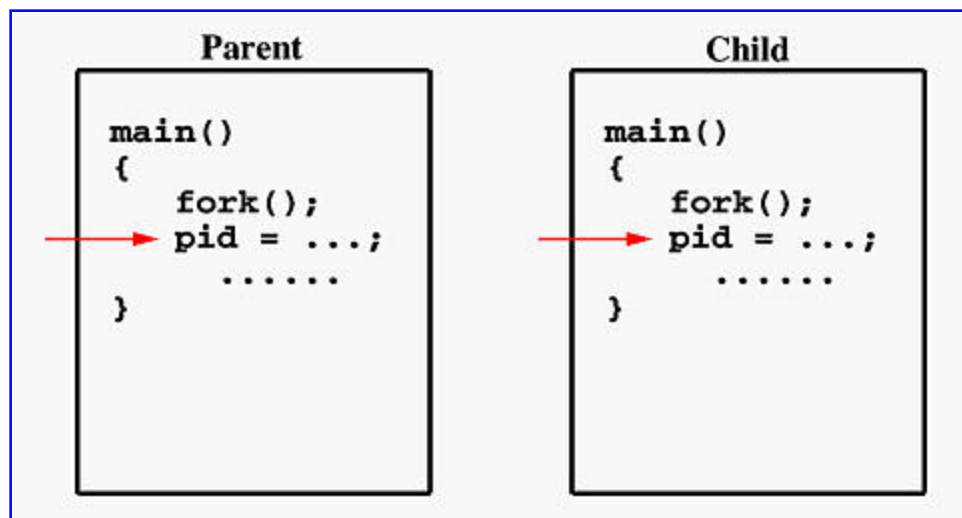 Parent
main()
{
fork();
pid = ...;
......
}
Child
main()
{
fork();
pid = ...;
......
}